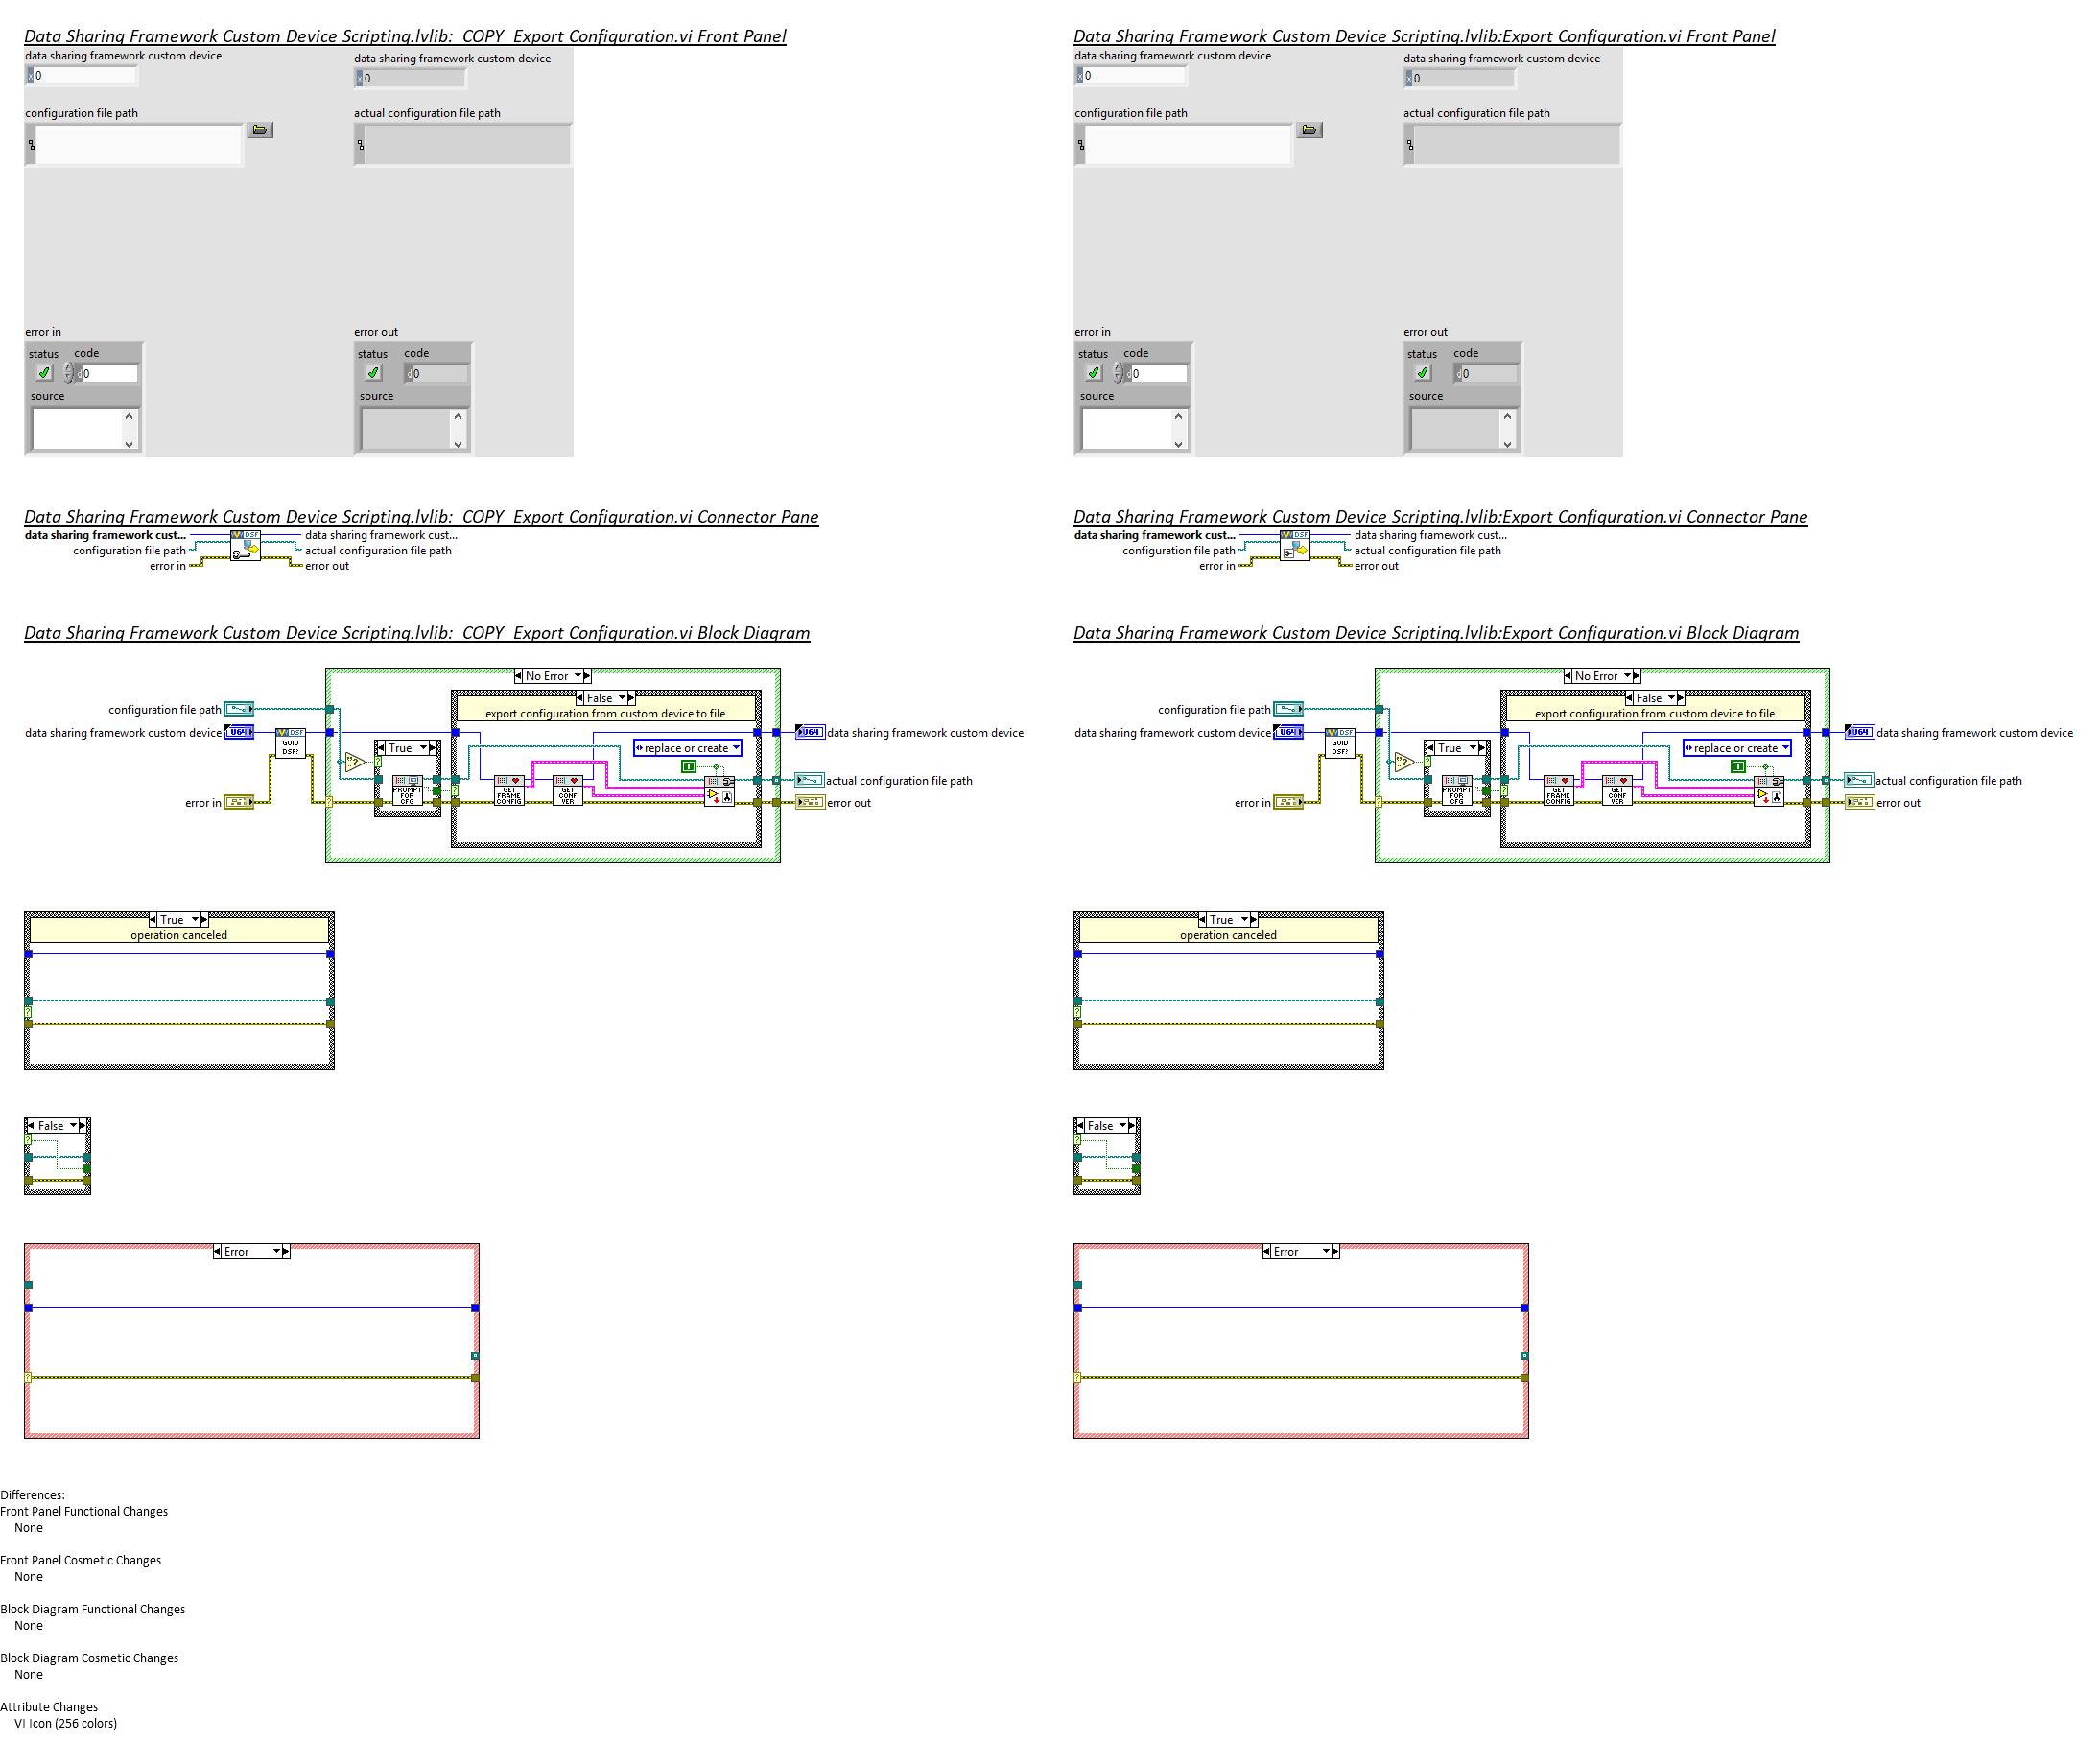 Data Sharing Framework Custom Device Scripting.lvlib:_COPY_Export Configuration.vi Front Panel
data sharing framework custom device
data sharing framework custom device
x 0
x 0
configuration file path
actual configuration file path
error in
error out
status code
status code
d 0
d 0
source
source
Data Sharing Framework Custom Device Scripting.lvlib:Export Configuration.vi Front Panel
data sharing framework custom device
data sharing framework custom device
x 0
x 0
configuration file path
actual configuration file path
error in
error out
status code
status code
d 0
d 0
source
source
Data Sharing Framework Custom Device Scripting.lvlib:_COPY_Export Configuration.vi Connector Pane
data sharing framework cust...
DSF
data sharing framework cust...
configuration file path
actual configuration file path
error in
error out
Data Sharing Framework Custom Device Scripting.lvlib:Export Configuration.vi Connector Pane
data sharing framework cust...
DSF
data sharing framework cust...
configuration file path
actual configuration file path
error in
error out
Data Sharing Framework Custom Device Scripting.lvlib:_COPY_Export Configuration.vi Block Diagram
No Error
False
export configuration from custom device to file
configuration file path
data sharing framework custom device
U64
DSF
GUID
DSF?
True
replace or create
T
?
PROMPT
FOR
CFG
GET
FRAME
CONFIG
GET
CONF
VER
U64
data sharing framework custom device
actual configuration file path
error in
error out
True
operation canceled
False
Error
Data Sharing Framework Custom Device Scripting.lvlib:Export Configuration.vi Block Diagram
No Error
False
export configuration from custom device to file
configuration file path
data sharing framework custom device
U64
DSF
GUID
DSF?
True
replace or create
T
?
PROMPT
FOR
CFG
GET
FRAME
CONFIG
GET
CONF
VER
U64
data sharing framework custom device
actual configuration file path
error in
error out
True
operation canceled
False
Error
Differences:
Front Panel Functional Changes
None
Front Panel Cosmetic Changes
None
Block Diagram Functional Changes
None
Block Diagram Cosmetic Changes
None
Attribute Changes
VI Icon (256 colors)